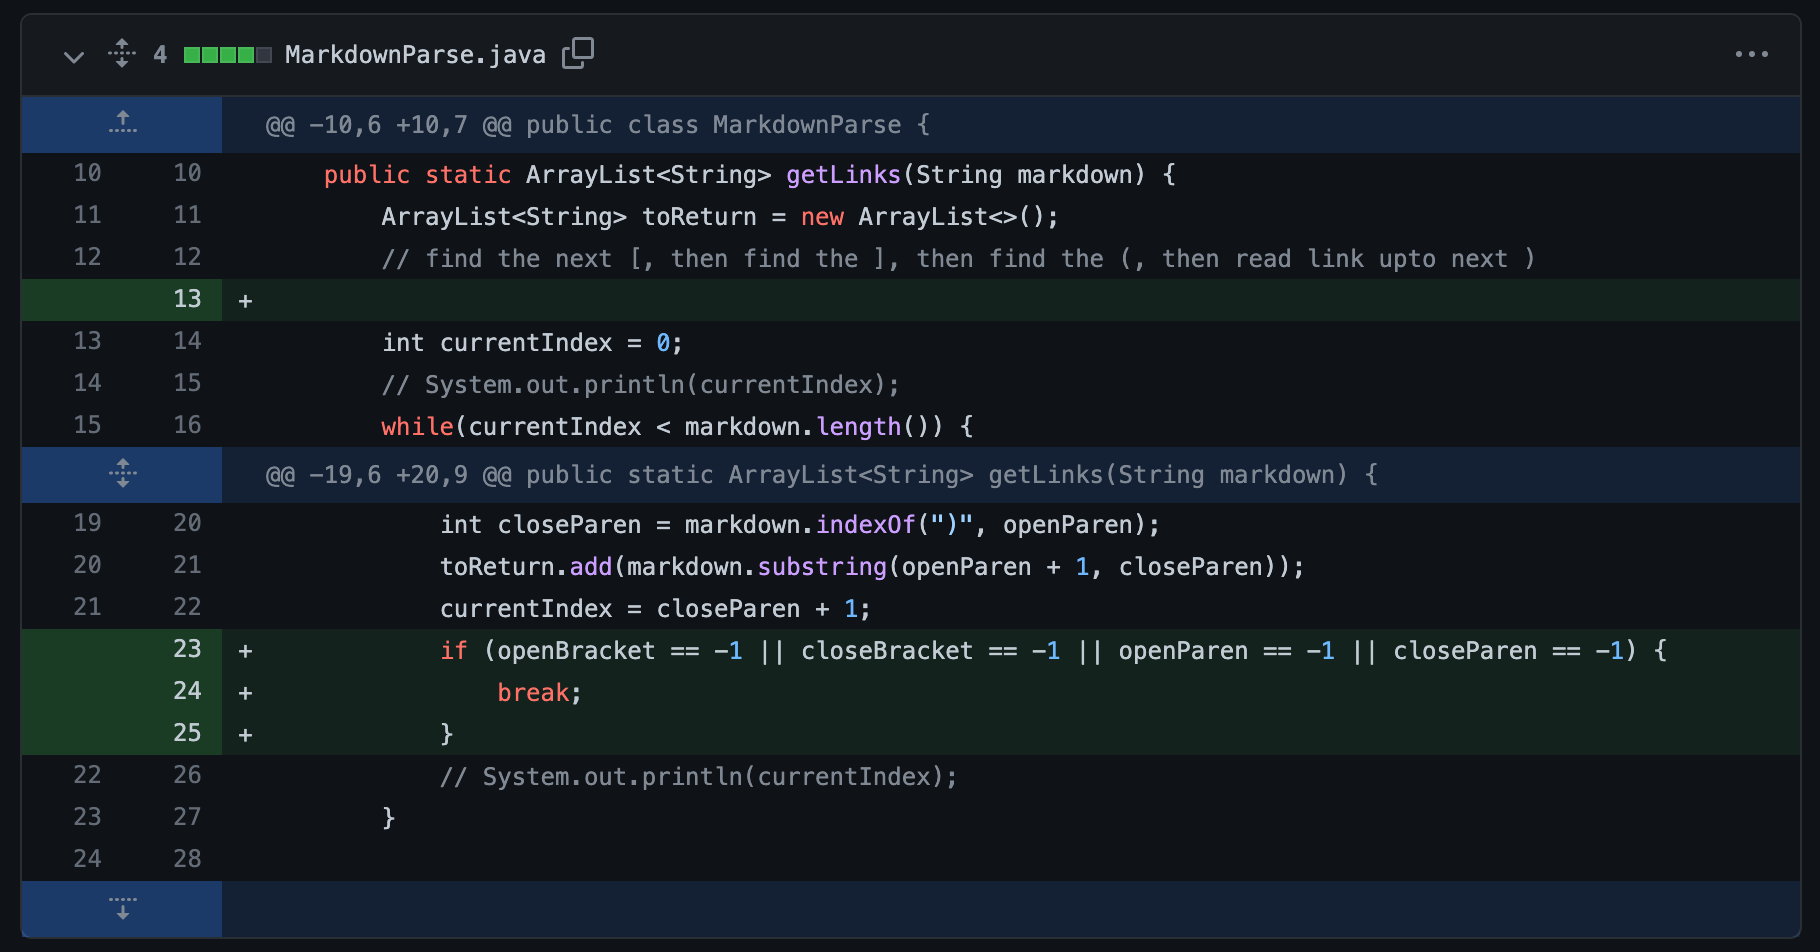 4 MarkdownParse.java
@@ -10,6 +10,7 @@ public class MarkdownParse {
10 10 public static ArrayList<String> getLinks(String markdown) {
11 11 ArrayList<String> toReturn = new ArrayList<>();
12 12 // find the next [, then find the ], then find the (, then read link upto next )
13 +
13 14 int currentIndex = 0;
14 15 // System.out.println(currentIndex);
15 16 while(currentIndex < markdown.length()) {
@@ -19,6 +20,9 @@ public static ArrayList<String> getLinks(String markdown) {
19 20 int closeParen = markdown.indexOf(")", openParen);
20 21 toReturn.add(markdown.substring(openParen + 1, closeParen));
21 22 currentIndex = closeParen + 1;
23 + if (openBracket == -1 || closeBracket == -1 || openParen == -1 || closeParen == -1) {
24 + break;
25 + }
22 26 // System.out.println(currentIndex);
23 27 }
24 28